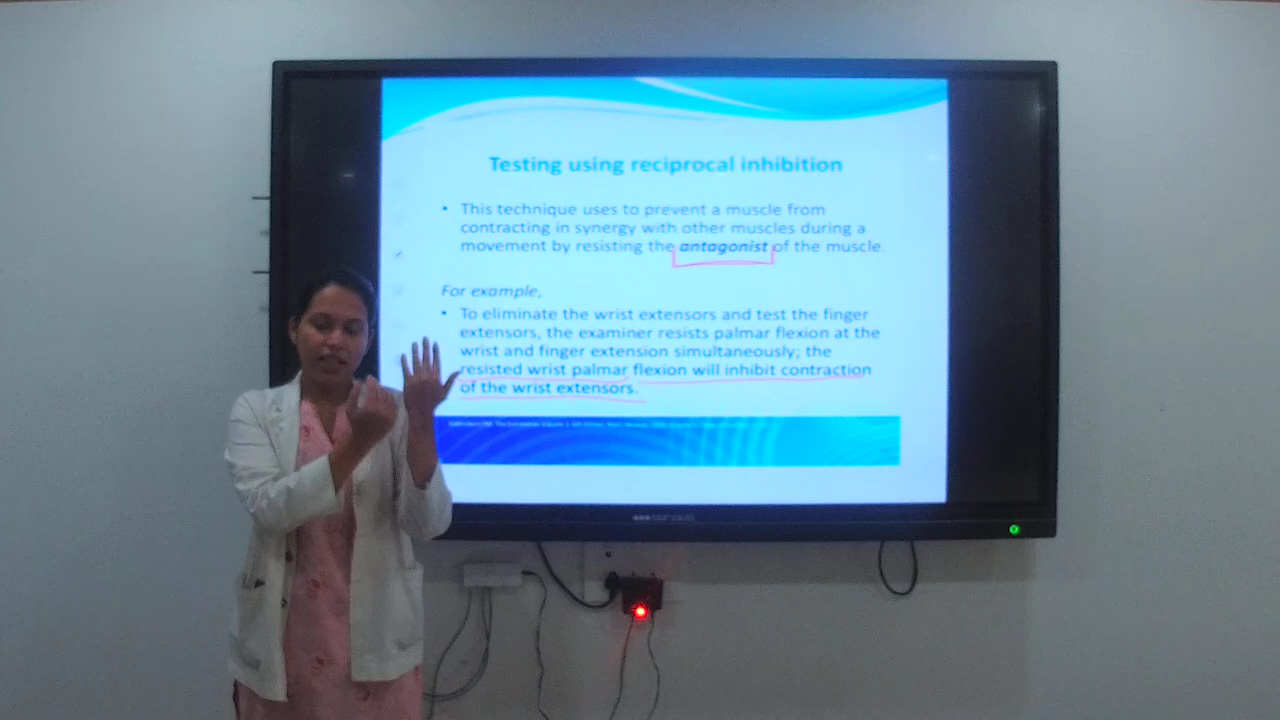 Testing using reciprocal inhibition
• This technique uses to prevent a muscle from
contracting in synergy with other muscles during a
movement by resisting the antagonist of the muscle.
For example,
• To eliminate the wrist extensors and test the finger
extensors, the examiner resists palmar flexion at the
wrist and finger extension simultaneously; the
resisted wrist palmar flexion will inhibit contraction
of the wrist extensors.